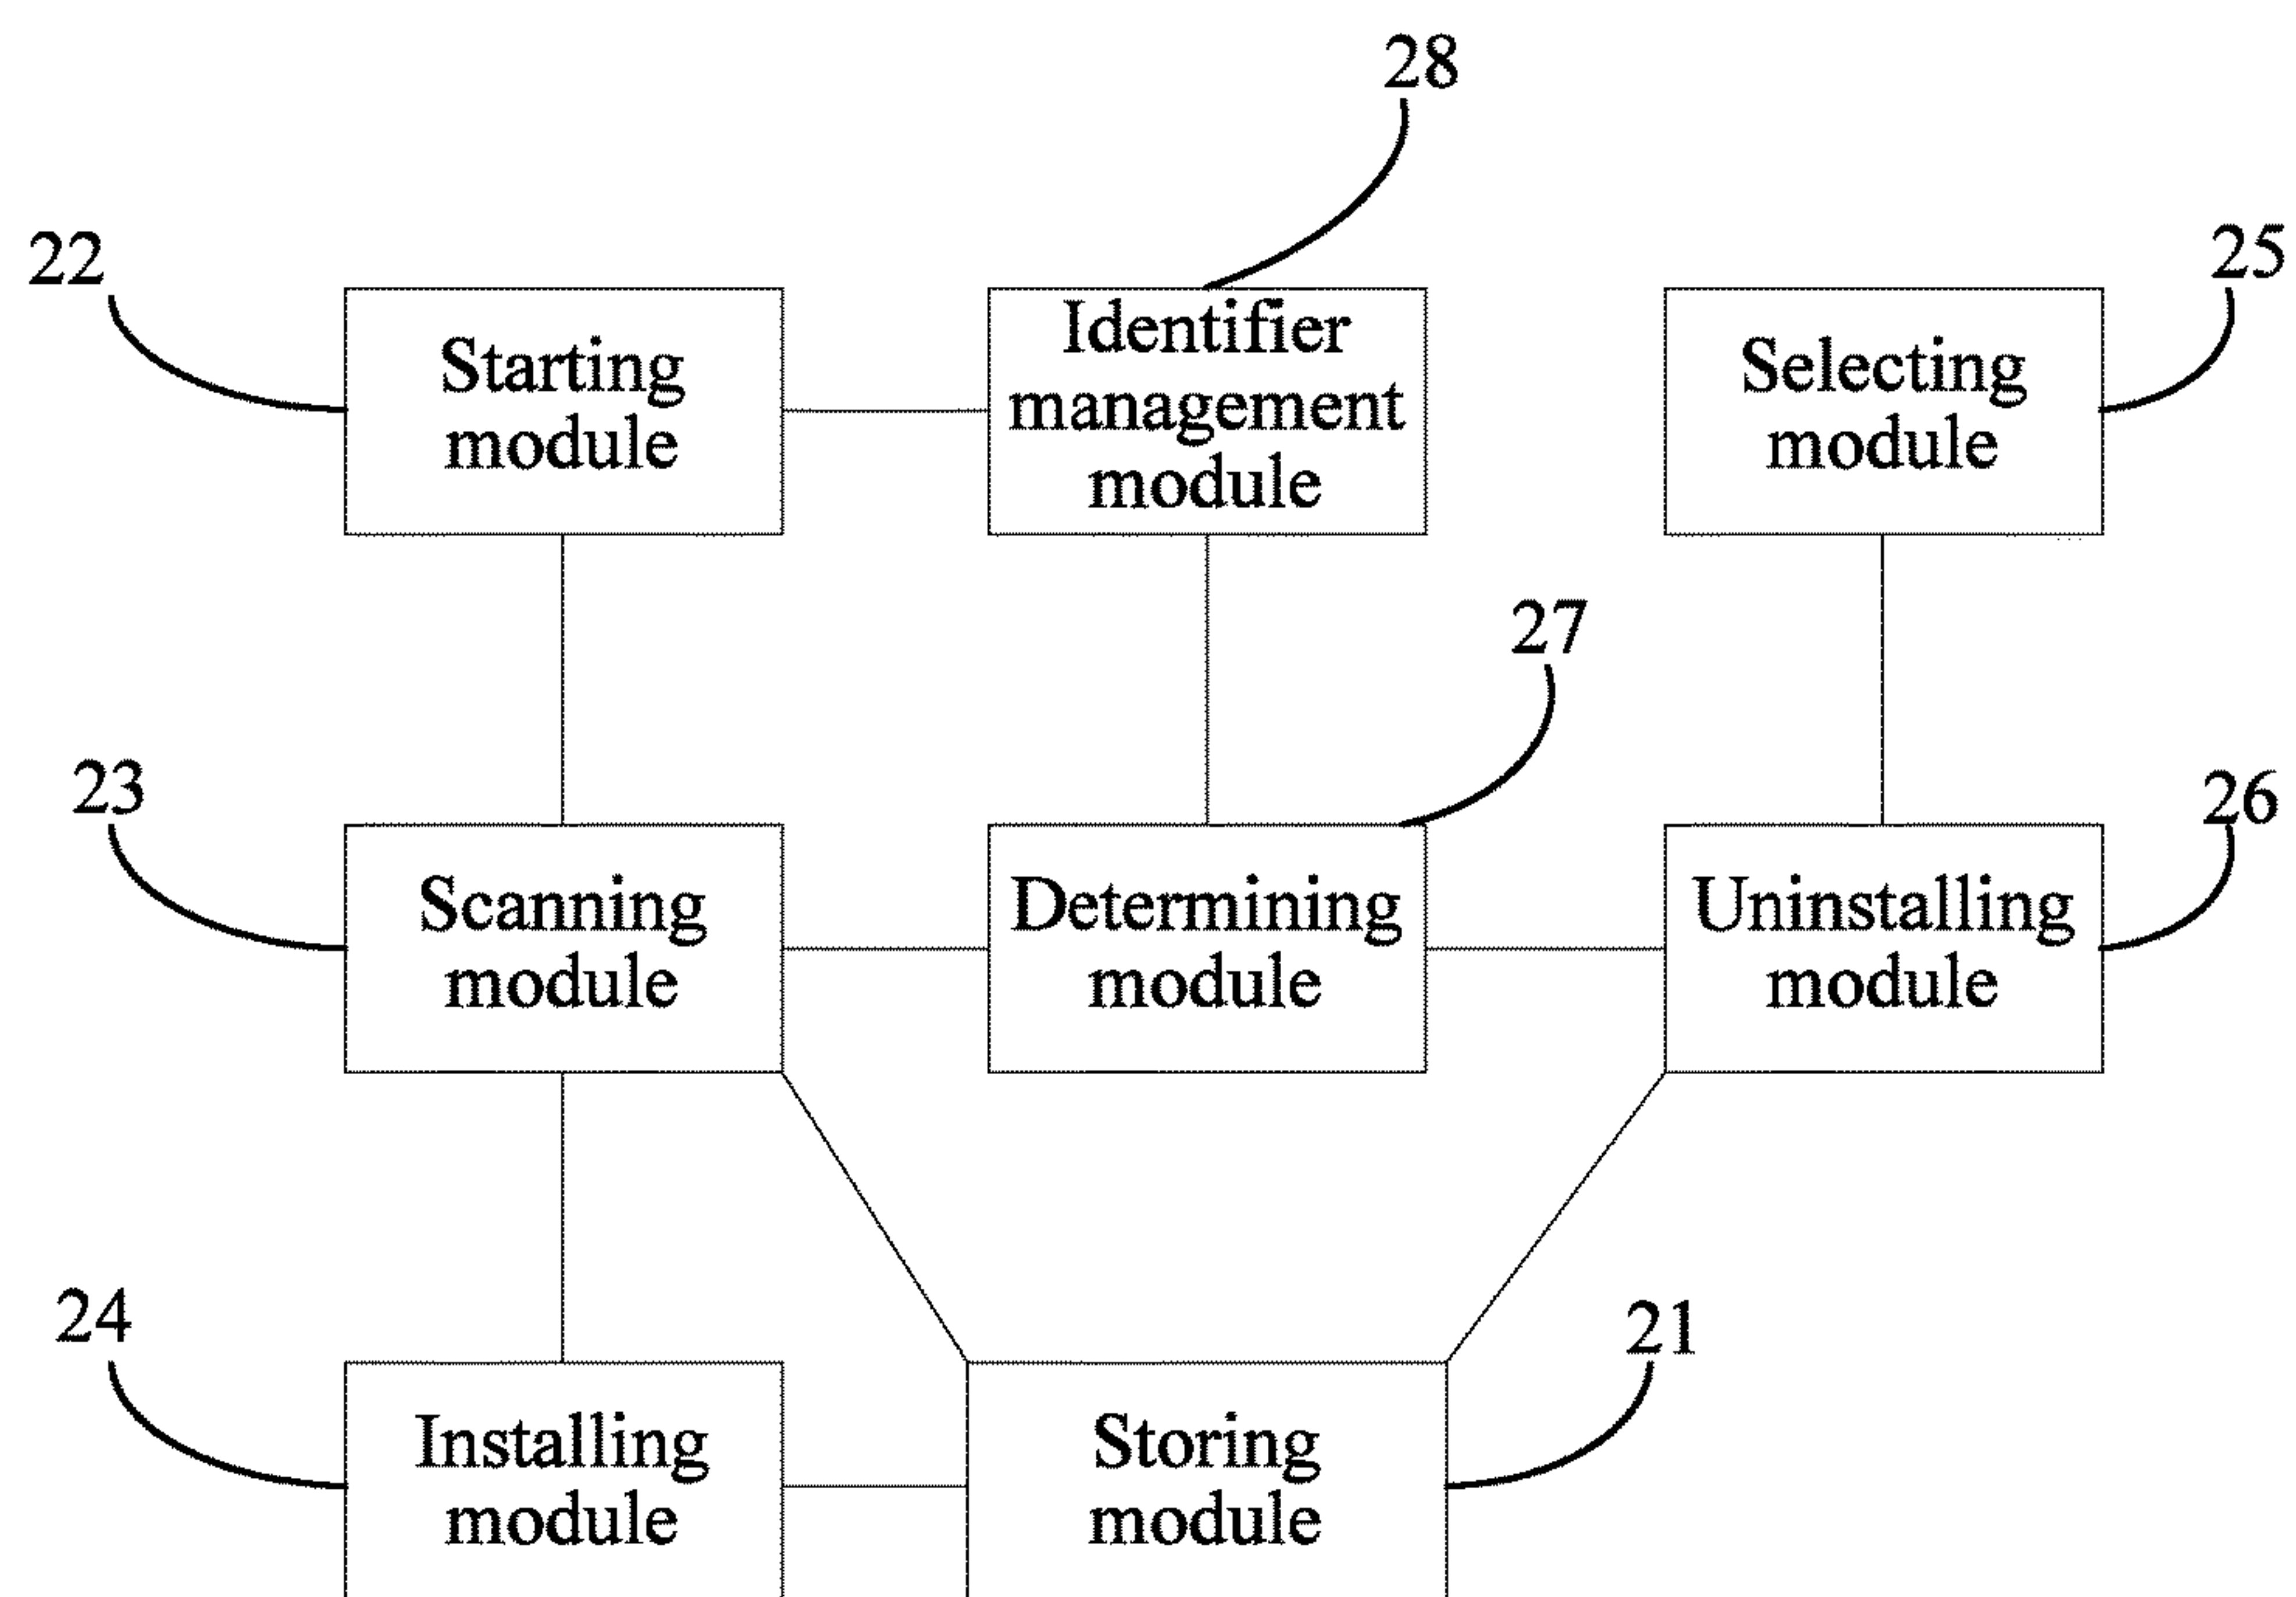 28
22
25
Starting
module
Identifier
management
module
Selecting
module
27
23
26
Scanning
module
Determining
module
Uninstalling
module
24
21
Installing
module
Storing
module